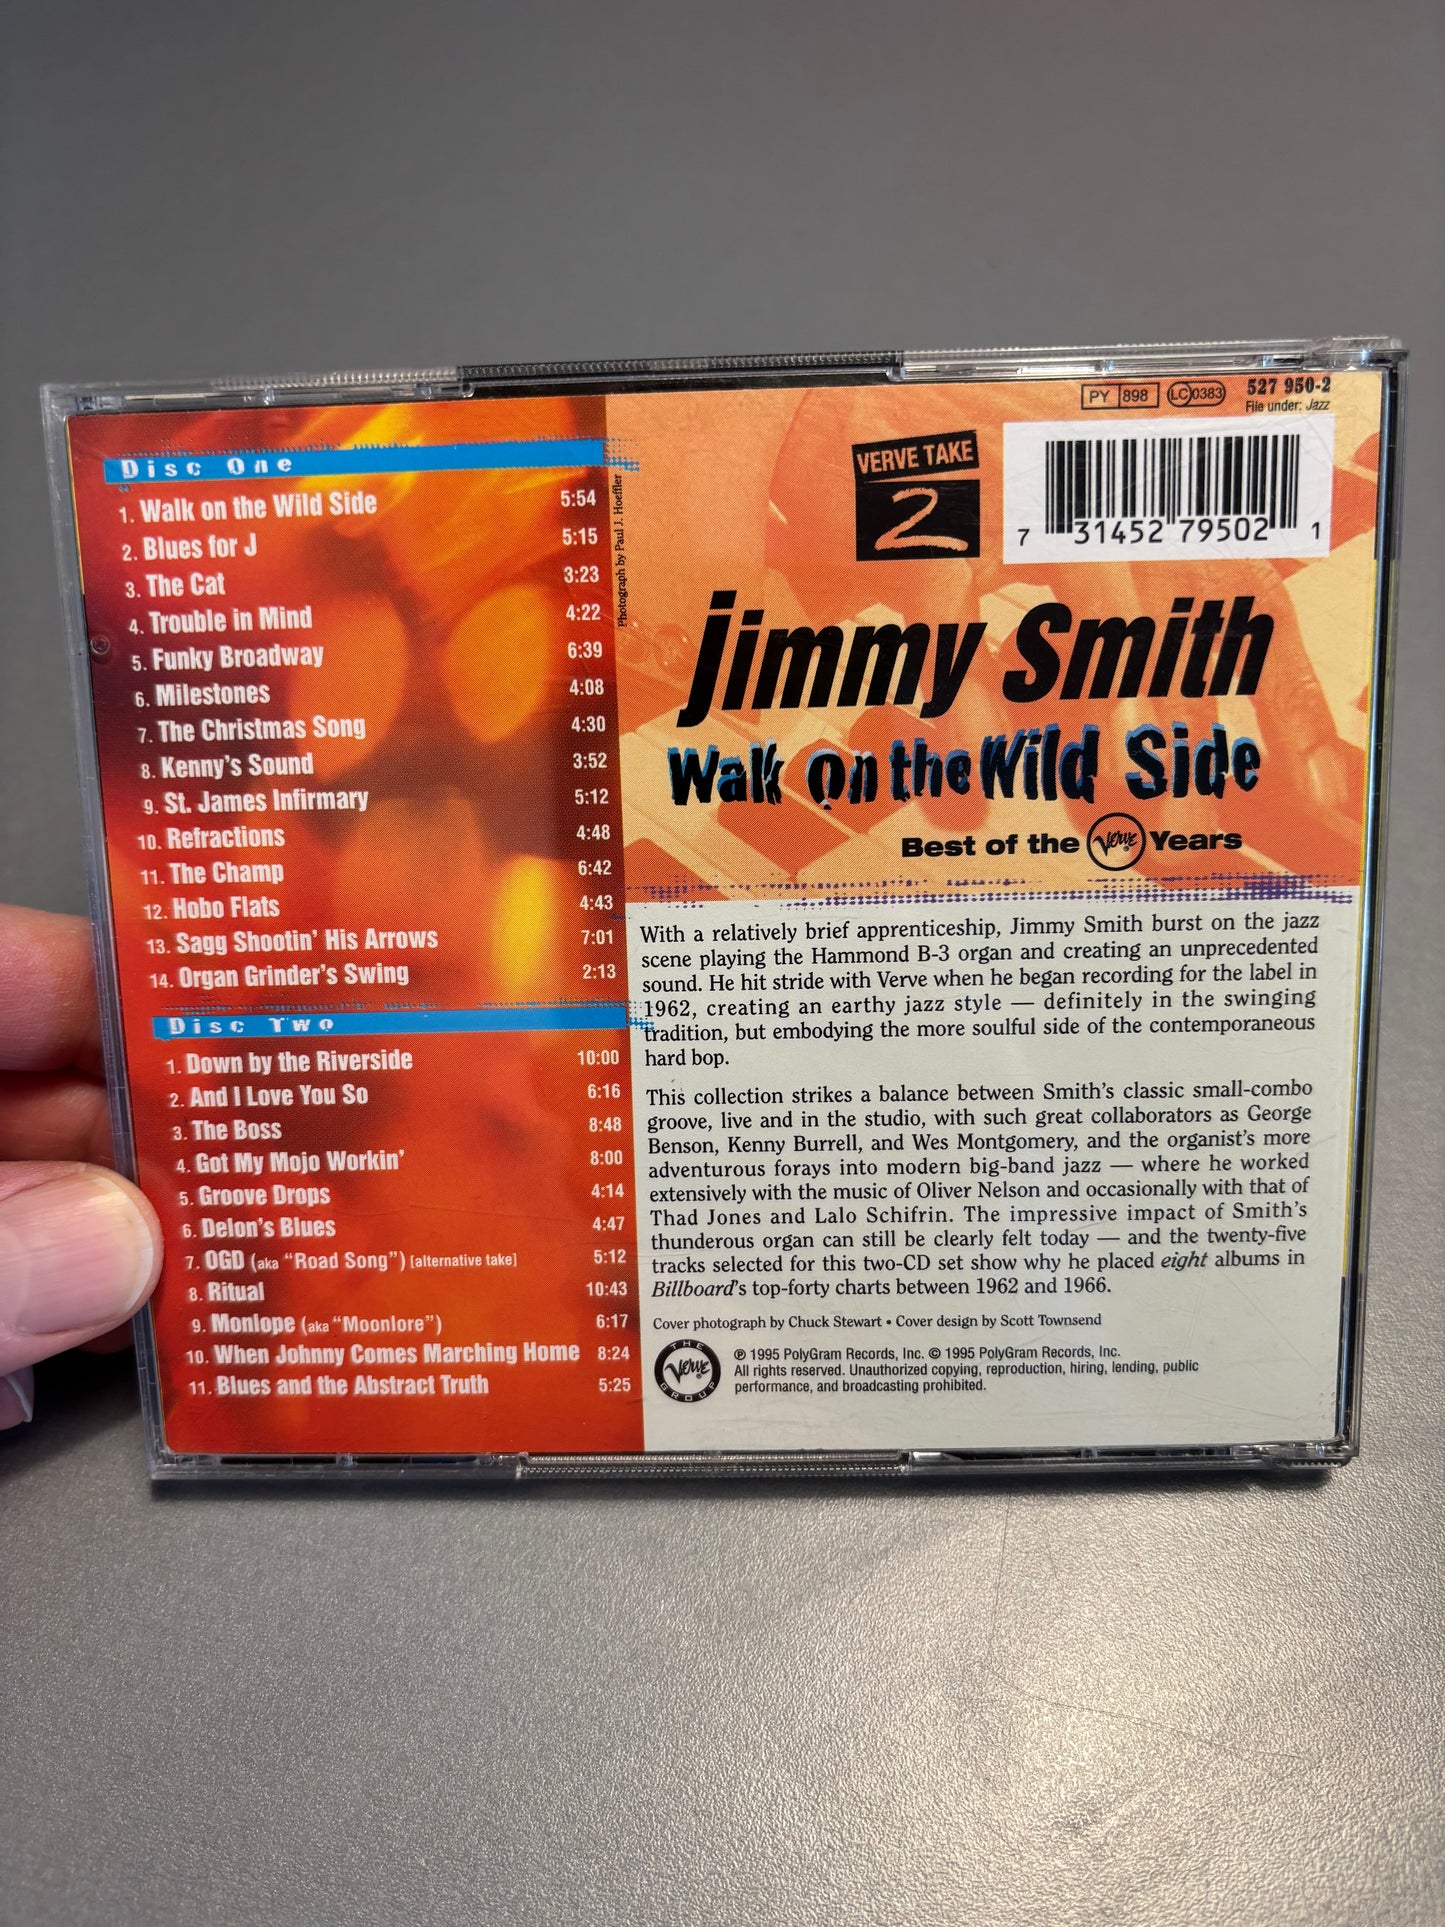 PY 898 LC 0383 527 950-2
File under: Jazz
Disc One
1. Walk on the Wild Side 5:54
2. Blues for J 5:15
3. The Cat 3:23
4. Trouble in Mind 4:22
5. Funky Broadway 6:39
6. Milestones 4:08
7. The Christmas Song 4:30
8. Kenny's Sound 3:52
9. St. James Infirmary 5:12
10. Refractions 4:48
11. The Champ 6:42
12. Hobo Flats 4:43
13. Sagg Shootin' His Arrows 7:01
14. Organ Grinder's Swing 2:13
Disc Two
1. Down by the Riverside 10:00
2. And I Love You So 6:16
3. The Boss 8:48
4. Got My Mojo Workin' 8:00
5. Groove Drops 4:14
6. Delon's Blues 4:47
7. OGD (aka "Road Song") [alternative take] 5:12
8. Ritual 10:43
9. Monlope (aka "Moonlore") 6:17
10. When Johnny Comes Marching Home 8:24
11. Blues and the Abstract Truth 5:25
Photograph by Paul J. Hoeffler
VERVE TAKE
2
7 31452 79502 1
jimmy Smith
Walk On the Wild Side
Best of the Verve Years
With a relatively brief apprenticeship, Jimmy Smith burst on the jazz
scene playing the Hammond B-3 organ and creating an unprecedented
sound. He hit stride with Verve when he began recording for the label in
1962, creating an earthy jazz style — definitely in the swinging
tradition, but embodying the more soulful side of the contemporaneous
hard bop.
This collection strikes a balance between Smith's classic small-combo
groove, live and in the studio, with such great collaborators as George
Benson, Kenny Burrell, and Wes Montgomery, and the organist's more
adventurous forays into modern big-band jazz — where he worked
extensively with the music of Oliver Nelson and occasionally with that of
Thad Jones and Lalo Schifrin. The impressive impact of Smith's
thunderous organ can still be clearly felt today — and the twenty-five
tracks selected for this two-CD set show why he placed eight albums in
Billboard's top-forty charts between 1962 and 1966.
Cover photograph by Chuck Stewart • Cover design by Scott Townsend
THE Verve GROUP
℗ 1995 PolyGram Records, Inc. © 1995 PolyGram Records, Inc.
All rights reserved. Unauthorized copying, reproduction, hiring, lending, public
performance, and broadcasting prohibited.